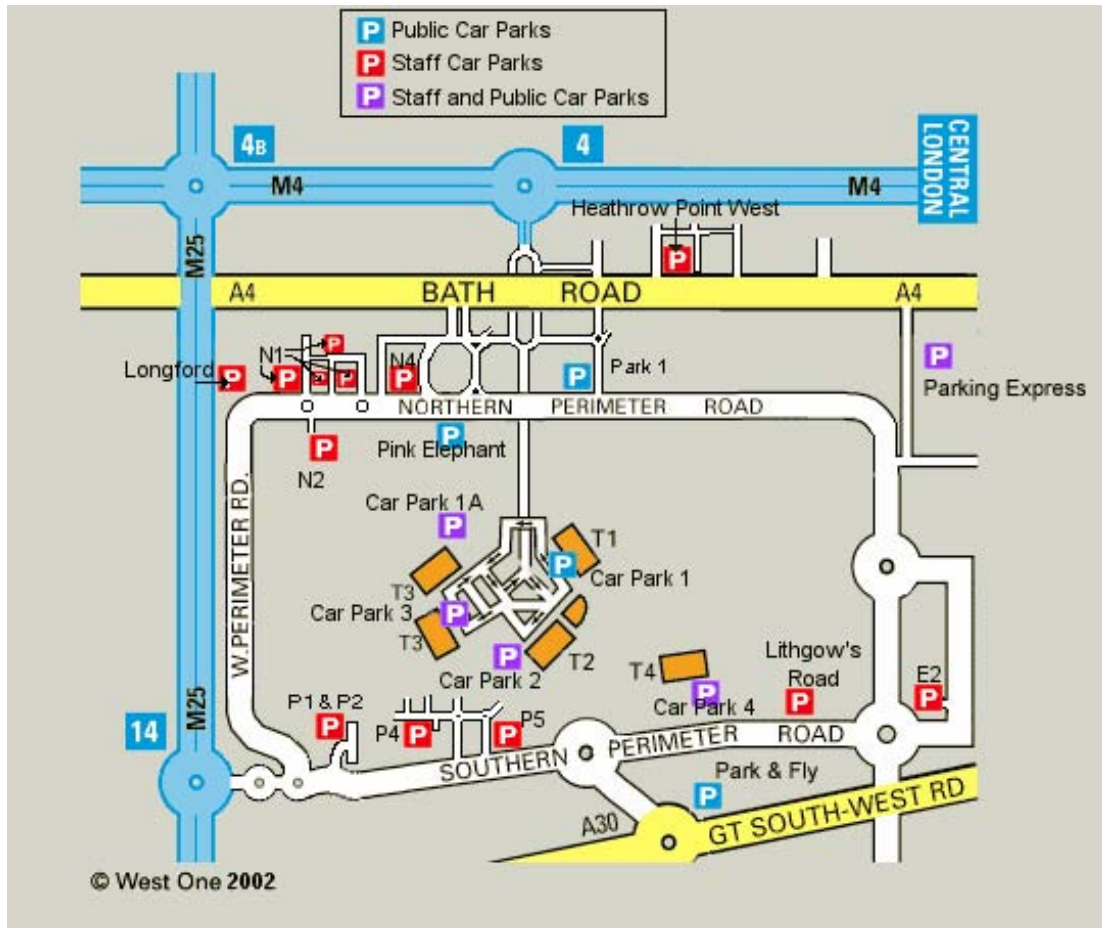 P Public Car Parks
P Staff Car Parks
P Staff and Public Car Parks
4B
4
CENTRAL
LONDON
M4
M4
Heathrow Point West
P
M25
A4
BATH ROAD
A4
P
N1
Longford
P
P
P
P
N4
P
P
Park 1
P
Parking Express
NORTHERN PERIMETER ROAD
P
P
Pink Elephant
N2
Car Park 1A
P
W.PERIMETER RD.
T1
P
Car Park 1
T3
Car Park 3
P
T3
T2
P
Car Park 2
T4
P
Car Park 4
Lithgow's
Road
P
E2
P
P1 & P2
P
P4
P
P5
P
M25
14
SOUTHERN PERIMETER ROAD
Park & Fly
P
A30
GT SOUTH-WEST RD
© West One 2002